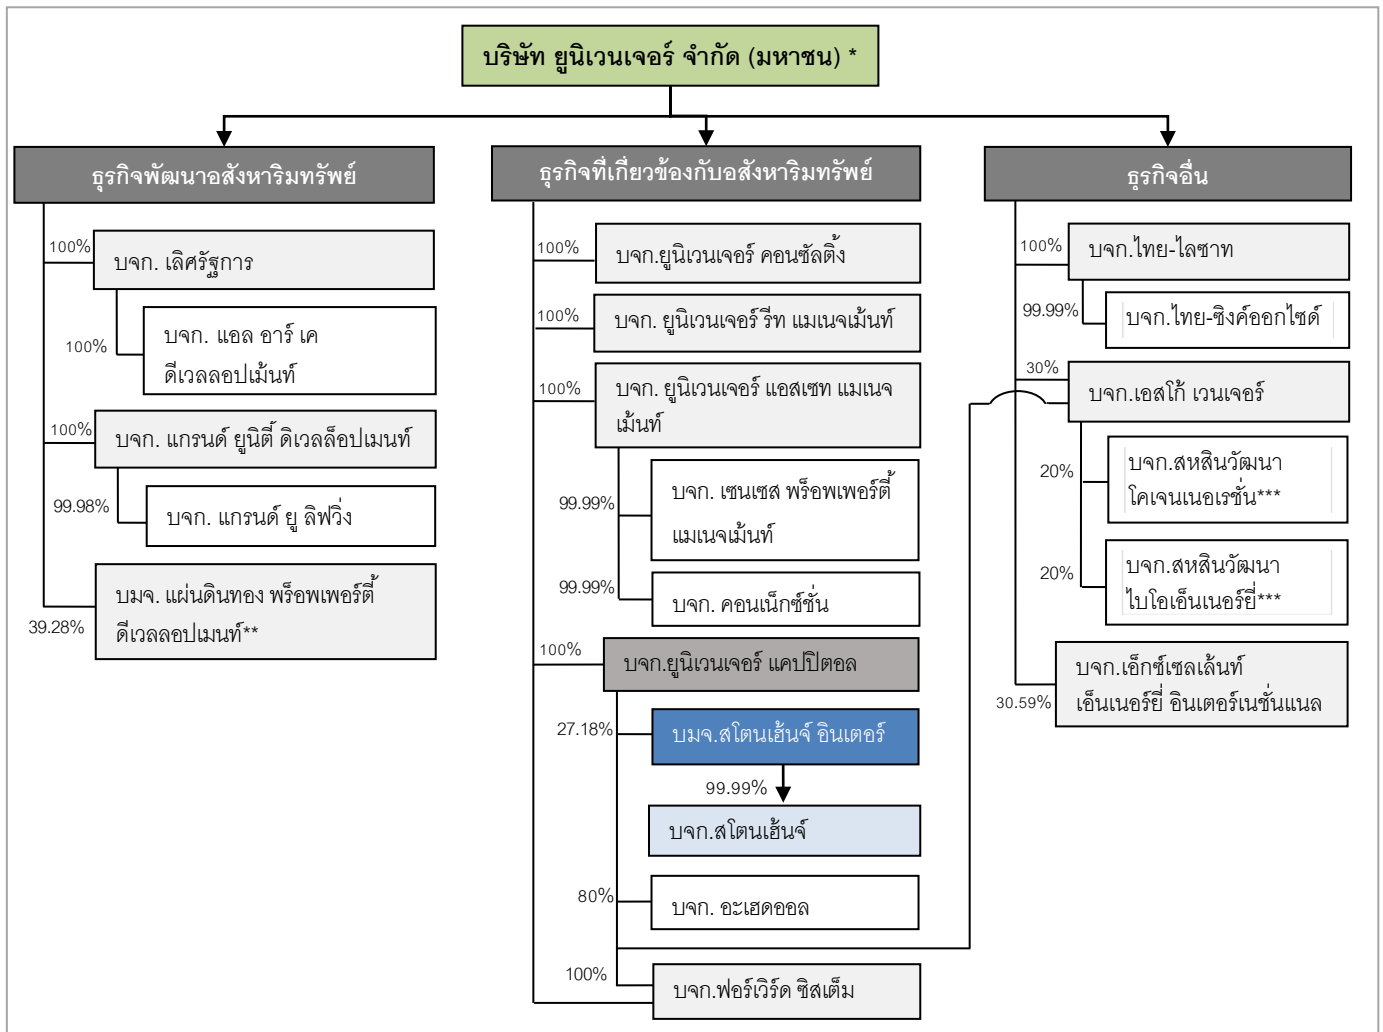 บริษัท ยูนิเวนเจอร์ จำกัด (มหาชน) *
ธุรกิจพัฒนาอสังหาริมทรัพย์
100%
บจก. เลิศรัฐการ
100%
บจก. แอล อาร์ เค
ดีเวลลอปเม้นท์
100%
บจก. แกรนด์ ยูนิตี้ ดิเวลล็อปเมนท์
99.98%
บจก. แกรนด์ ยู ลิฟวิ่ง
39.28%
บมจ. แผ่นดินทอง พร็อพเพอร์ตี้
ดีเวลลอปเมนท์**
ธุรกิจที่เกี่ยวข้องกับอสังหาริมทรัพย์
100%
บจก.ยูนิเวนเจอร์ คอนซัลติ้ง
100%
บจก. ยูนิเวนเจอร์ รีท แมเนจเม้นท์
100%
บจก. ยูนิเวนเจอร์ แอสเซท แมเนจ
เม้นท์
99.99%
บจก. เซนเซส พร็อพเพอร์ตี้
แมเนจเม้นท์
99.99%
บจก. คอนเน็กซ์ชั่น
100%
บจก.ยูนิเวนเจอร์ แคปปิตอล
27.18%
บมจ.สโตนเฮ้นจ์ อินเตอร์
99.99%
บจก.สโตนเฮ้นจ์
80%
บจก. อะเฮดออล
100%
บจก.ฟอร์เวิร์ด ซิสเต็ม
ธุรกิจอื่น
100%
บจก.ไทย-ไลซาท
99.99%
บจก.ไทย-ซิงค์ออกไซด์
30%
บจก.เอสโก้ เวนเจอร์
20%
บจก.สหสินวัฒนา
โคเจนเนอเรชั่น***
20%
บจก.สหสินวัฒนา
ไบโอเอ็นเนอร์ยี่***
30.59%
บจก.เอ็กซ์เซลเล้นท์
เอ็นเนอร์ยี่ อินเตอร์เนชั่นแนล